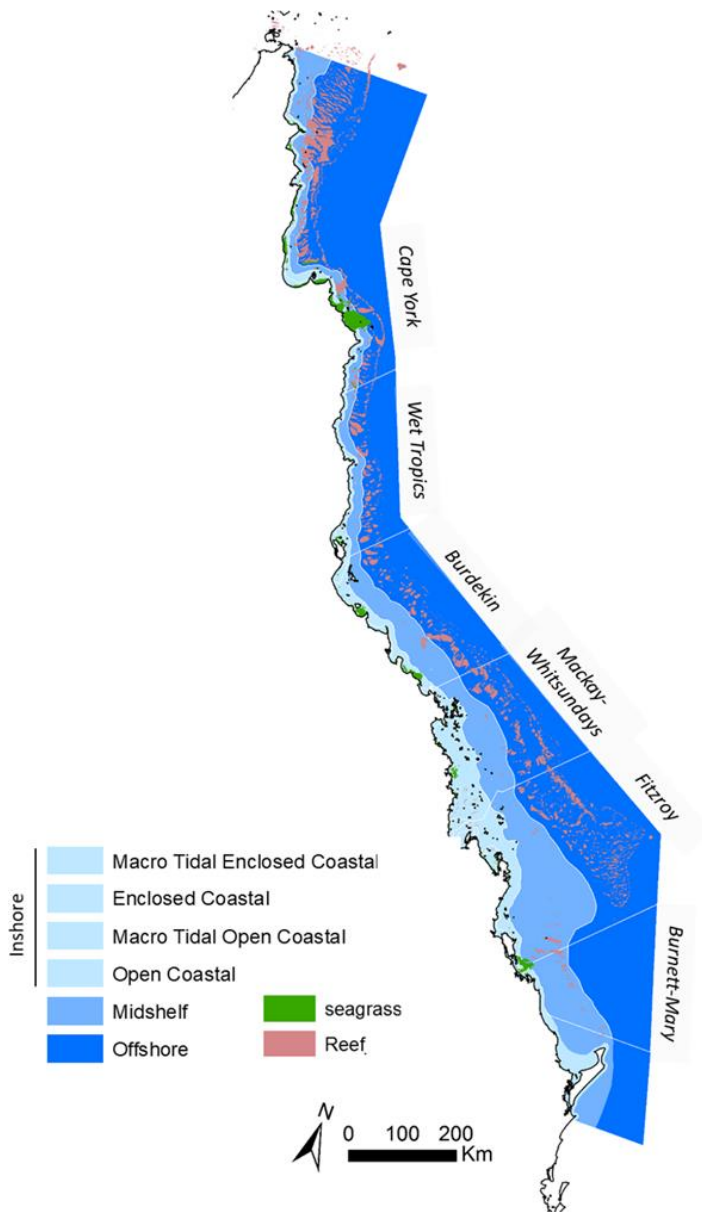 Cape York
Wet Tropics
Burdekin
Mackay-
Whitsundays
Fitzroy
Burnett-Mary
Inshore
Macro Tidal Enclosed Coastal
Enclosed Coastal
Macro Tidal Open Coastal
Open Coastal
Midshelf
Offshore
seagrass
Reef.
N
0 100 200
Km